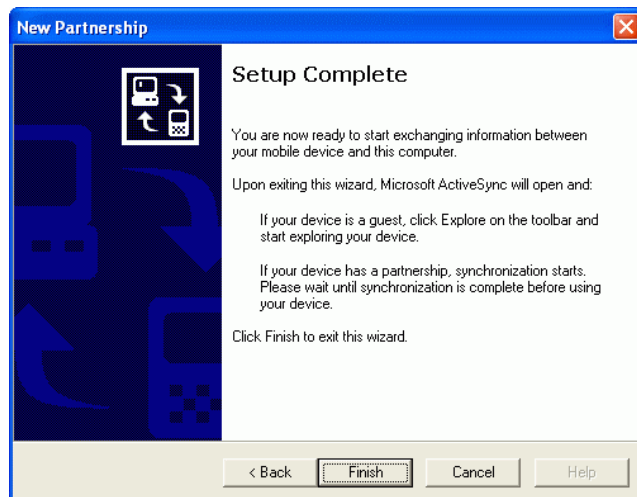 New Partnership
Setup Complete
You are now ready to start exchanging information between
your mobile device and this computer.
Upon exiting this wizard, Microsoft ActiveSync will open and:
If your device is a guest, click Explore on the toolbar and
start exploring your device.
If your device has a partnership, synchronization starts.
Please wait until synchronization is complete before using
your device.
Click Finish to exit this wizard.
< Back Finish Cancel Help